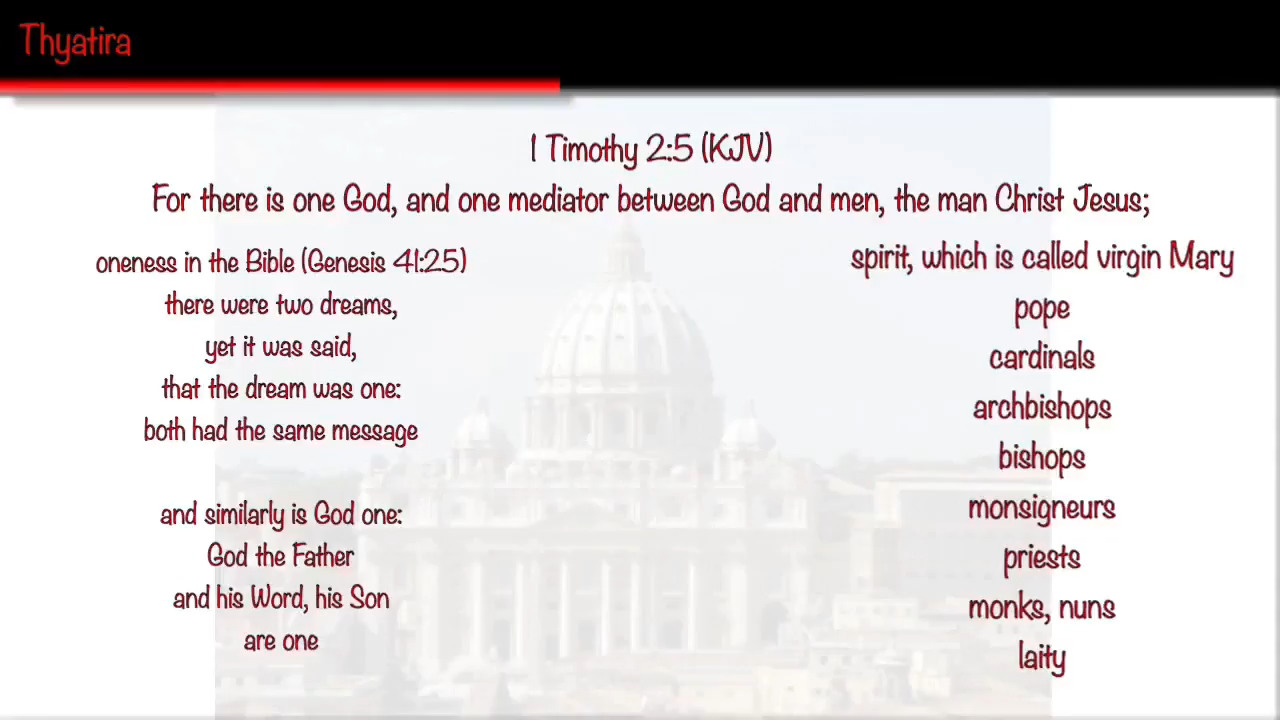 Thyatira
1 Timothy 2:5 (KJV)
For there is one God, and one mediator between God and men, the man Christ Jesus;
oneness in the Bible (Genesis 41:25)
there were two dreams,
yet it was said,
that the dream was one:
both had the same message
and similarly is God one:
God the Father
and his Word, his Son
are one
spirit, which is called virgin Mary
pope
cardinals
archbishops
bishops
monsigneurs
priests
monks, nuns
laity